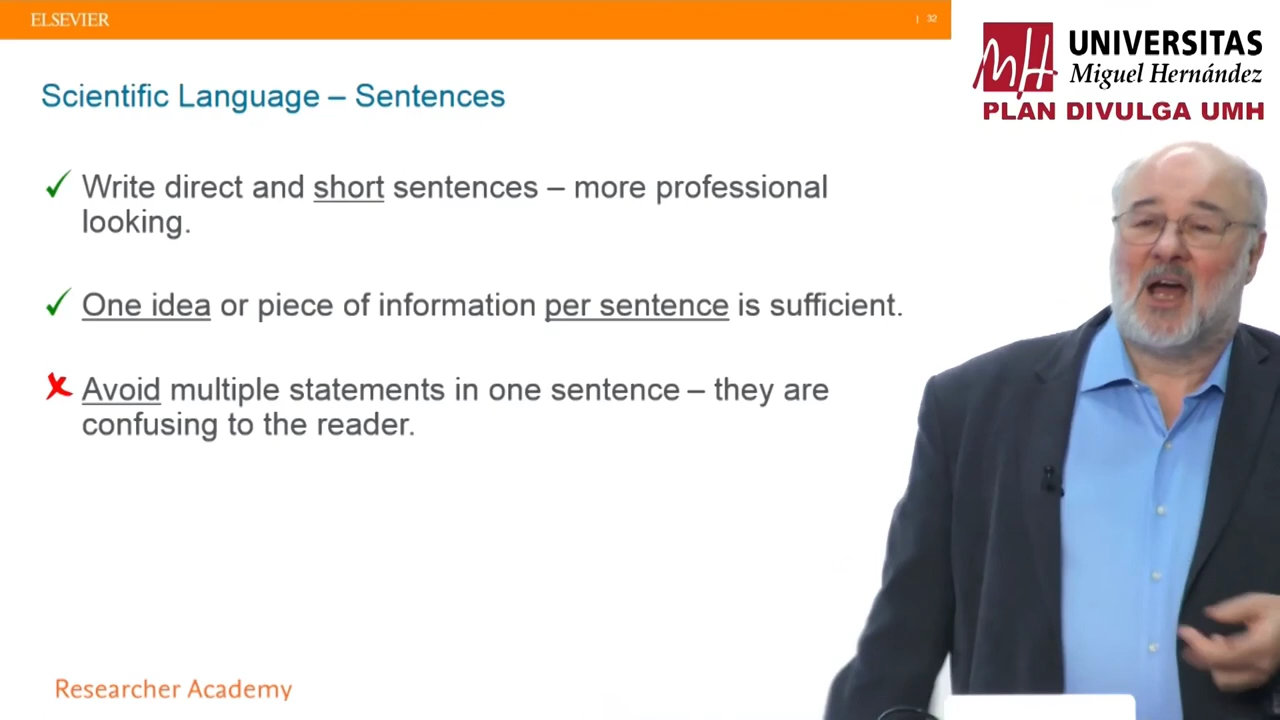 ELSEVIER
| 32
UNIVERSITAS
Miguel Hernández
PLAN DIVULGA UMH
Scientific Language – Sentences
✓ Write direct and short sentences – more professional
looking.
✓ One idea or piece of information per sentence is sufficient.
✗ Avoid multiple statements in one sentence – they are
confusing to the reader.
Researcher Academy